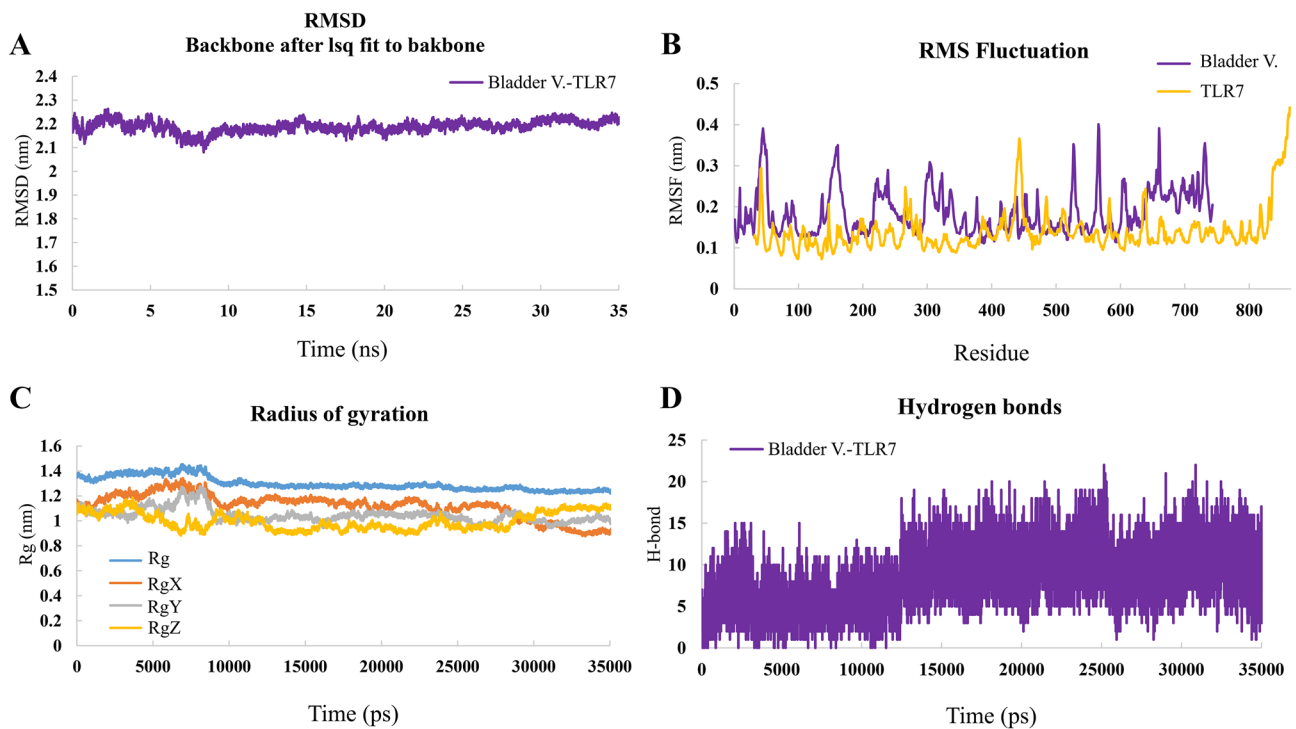 A
RMSD
Backbone after lsq fit to bakbone
Bladder V.-TLR7
RMSD (nm)
2.4
2.3
2.2
2.1
2
1.9
1.8
1.7
1.6
1.5
0 5 10 15 20 25 30 35
Time (ns)
B
RMS Fluctuation
Bladder V.
TLR7
RMSF (nm)
0.5
0.4
0.3
0.2
0.1
0
0 100 200 300 400 500 600 700 800
Residue
C
Radius of gyration
Rg (nm)
1.6
1.4
1.2
1
0.8
0.6
0.4
0.2
0
Rg
RgX
RgY
RgZ
0 5000 10000 15000 20000 25000 30000 35000
Time (ps)
D
Hydrogen bonds
Bladder V.-TLR7
H-bond
25
20
15
10
5
0
0 5000 10000 15000 20000 25000 30000 35000
Time (ps)